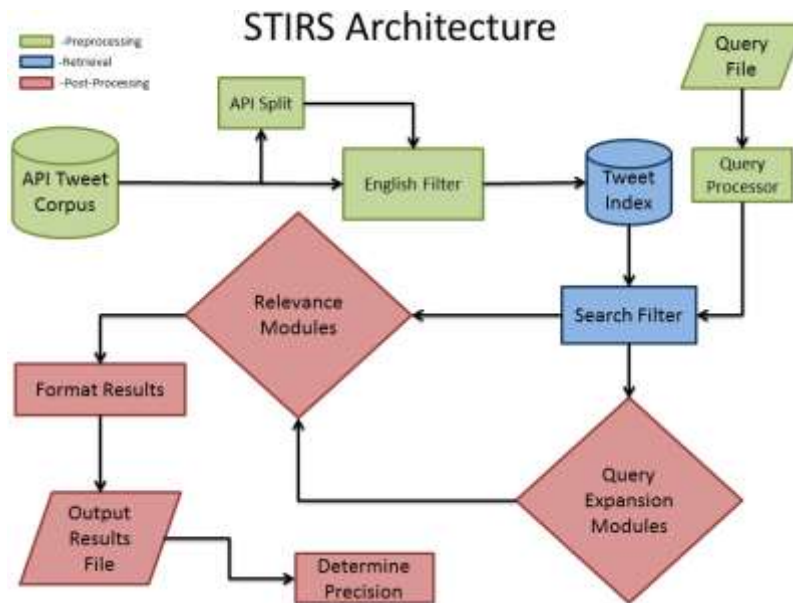 STIRS Architecture
-Preprocessing
-Retrieval
-Post-Processing
Query
File
API Split
API Tweet
Corpus
English Filter
Tweet
Index
Query
Processor
Relevance
Modules
Search Filter
Format Results
Query
Expansion
Modules
Output
Results
File
Determine
Precision